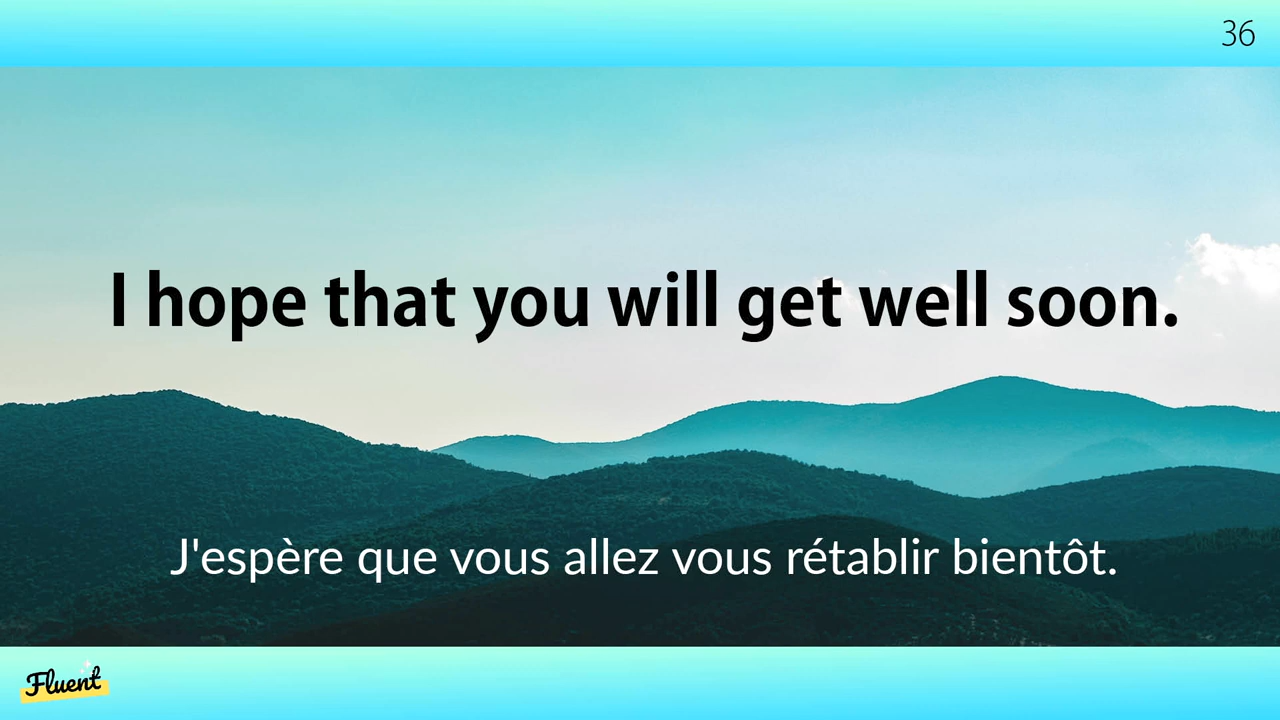 36
I hope that you will get well soon.
J'espère que vous allez vous rétablir bientôt.
Fluent